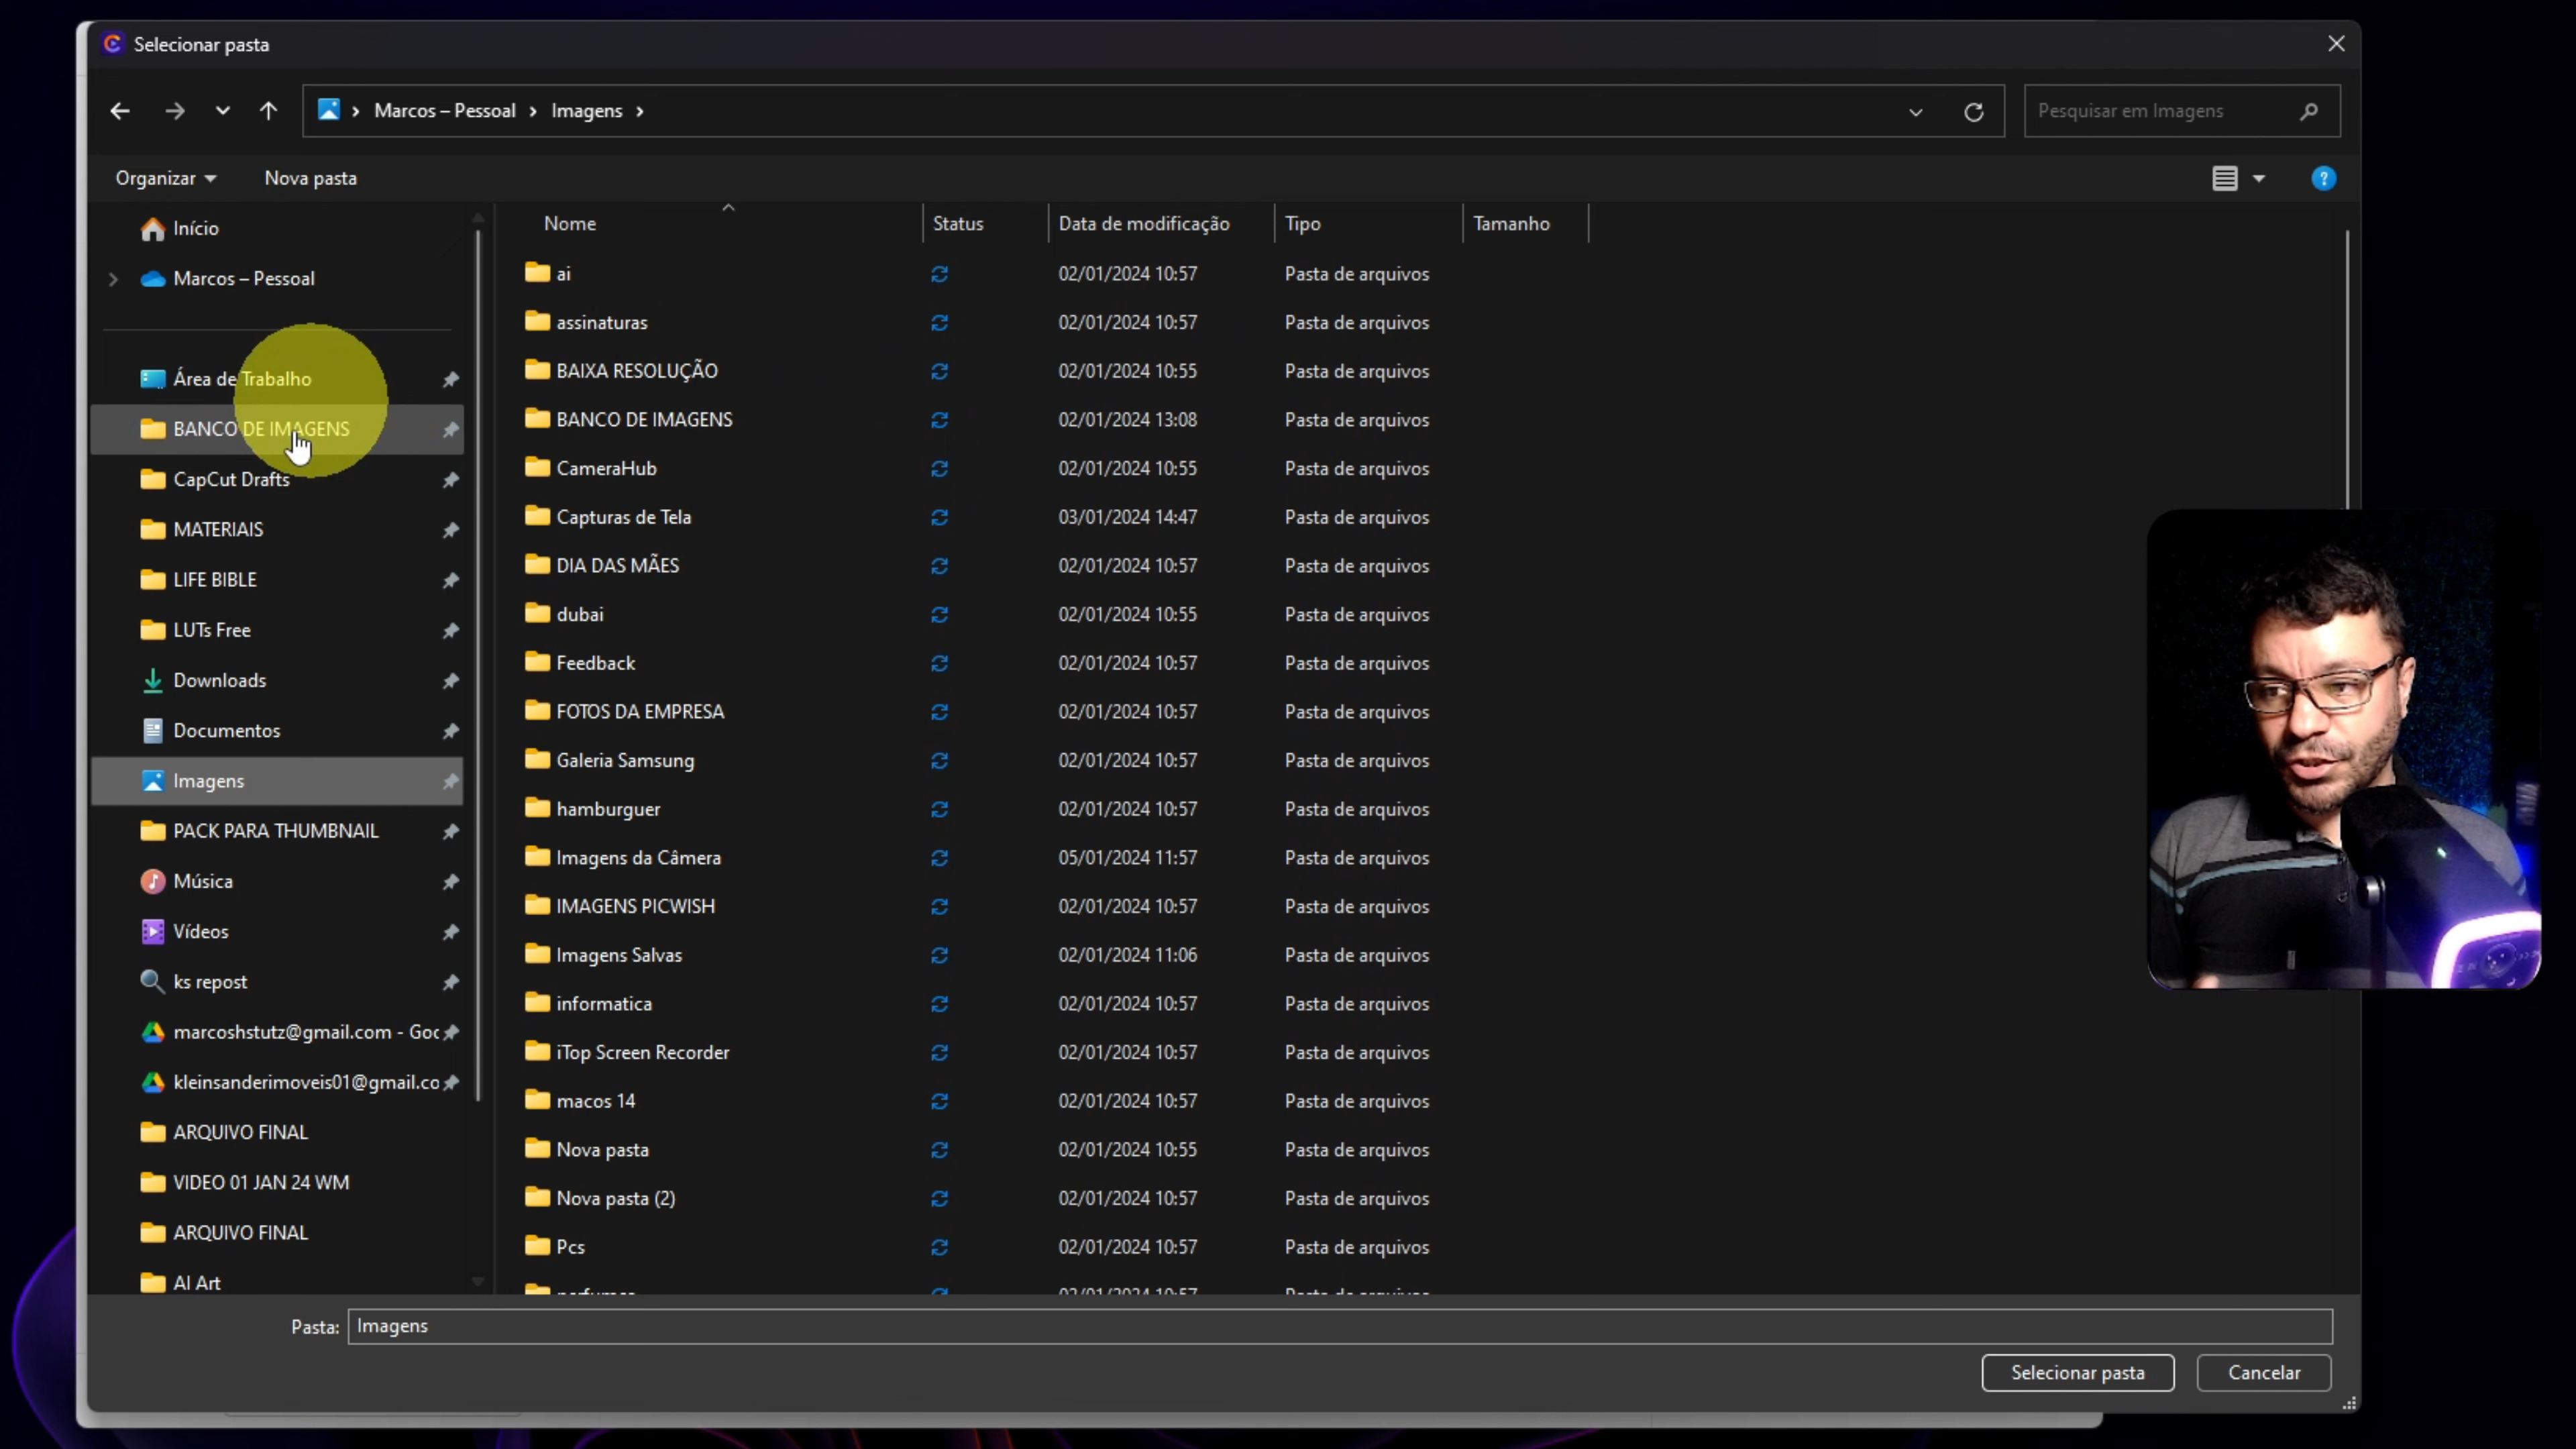 Selecionar pasta
Marcos – Pessoal
Imagens
Pesquisar em Imagens
Organizar
Nova pasta
Início
Marcos – Pessoal
Área de Trabalho
BANCO DE IMAGENS
CapCut Drafts
MATERIAIS
LIFE BIBLE
LUTs Free
Downloads
Documentos
Imagens
PACK PARA THUMBNAIL
Música
Vídeos
ks repost
marcoshstutz@gmail.com - Goc
kleinsanderimoveis01@gmail.co
ARQUIVO FINAL
VIDEO 01 JAN 24 WM
ARQUIVO FINAL
AI Art
Nome Status Data de modificação Tipo Tamanho
ai 02/01/2024 10:57 Pasta de arquivos
assinaturas 02/01/2024 10:57 Pasta de arquivos
BAIXA RESOLUÇÃO 02/01/2024 10:55 Pasta de arquivos
BANCO DE IMAGENS 02/01/2024 13:08 Pasta de arquivos
CameraHub 02/01/2024 10:55 Pasta de arquivos
Capturas de Tela 03/01/2024 14:47 Pasta de arquivos
DIA DAS MÃES 02/01/2024 10:57 Pasta de arquivos
dubai 02/01/2024 10:55 Pasta de arquivos
Feedback 02/01/2024 10:57 Pasta de arquivos
FOTOS DA EMPRESA 02/01/2024 10:57 Pasta de arquivos
Galeria Samsung 02/01/2024 10:57 Pasta de arquivos
hamburguer 02/01/2024 10:57 Pasta de arquivos
Imagens da Câmera 05/01/2024 11:57 Pasta de arquivos
IMAGENS PICWISH 02/01/2024 10:57 Pasta de arquivos
Imagens Salvas 02/01/2024 11:06 Pasta de arquivos
informatica 02/01/2024 10:57 Pasta de arquivos
iTop Screen Recorder 02/01/2024 10:57 Pasta de arquivos
macos 14 02/01/2024 10:57 Pasta de arquivos
Nova pasta 02/01/2024 10:55 Pasta de arquivos
Nova pasta (2) 02/01/2024 10:57 Pasta de arquivos
Pcs 02/01/2024 10:57 Pasta de arquivos
Pasta: Imagens
Selecionar pasta
Cancelar